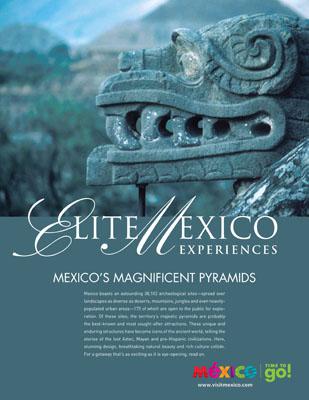 ELITE MEXICO
EXPERIENCES
MEXICO'S MAGNIFICENT PYRAMIDS
Mexico boasts an astounding 38,102 archeological sites—spread over
landscapes as diverse as deserts, mountains, jungles and even heavily-
populated urban areas—175 of which are open to the public for explo-
ration. Of these sites, the territory's majestic pyramids are probably
the best-known and most sought-after attractions. These unique and
enduring structures have become icons of the ancient world, telling the
stories of the lost Aztec, Mayan and pre-Hispanic civilizations. Here,
stunning design, breathtaking natural beauty and rich culture collide.
For a getaway that's as exciting as it is eye-opening, read on.
MÉXICO
TIME TO
go!
www.visitmexico.com